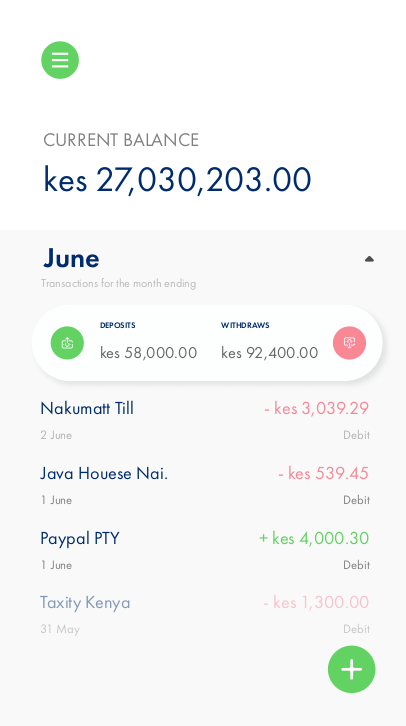 CURRENT BALANCE
kes 27,030,203.00
June
Transactions for the month ending
DEPOSITS WITHDRAWS
kes 58,000.00 kes 92,400.00
Nakumatt Till - kes 3,039.29
2 June Debit
Java Houese Nai. - kes 539.45
1 June Debit
Paypal PTY + kes 4,000.30
1 June Debit
Taxity Kenya - kes 1,300.00
31 May Debit